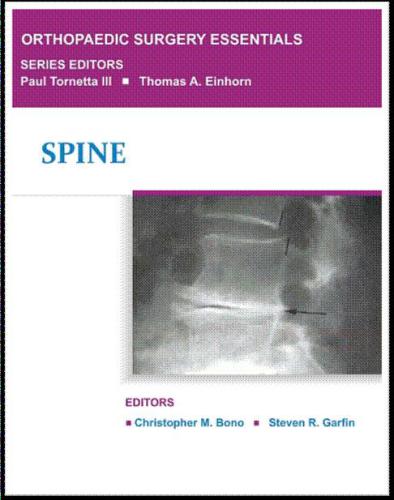 ORTHOPAEDIC SURGERY ESSENTIALS
SERIES EDITORS
Paul Tornetta III ■ Thomas A. Einhorn
SPINE
EDITORS
■ Christopher M. Bono ■ Steven R. Garfin